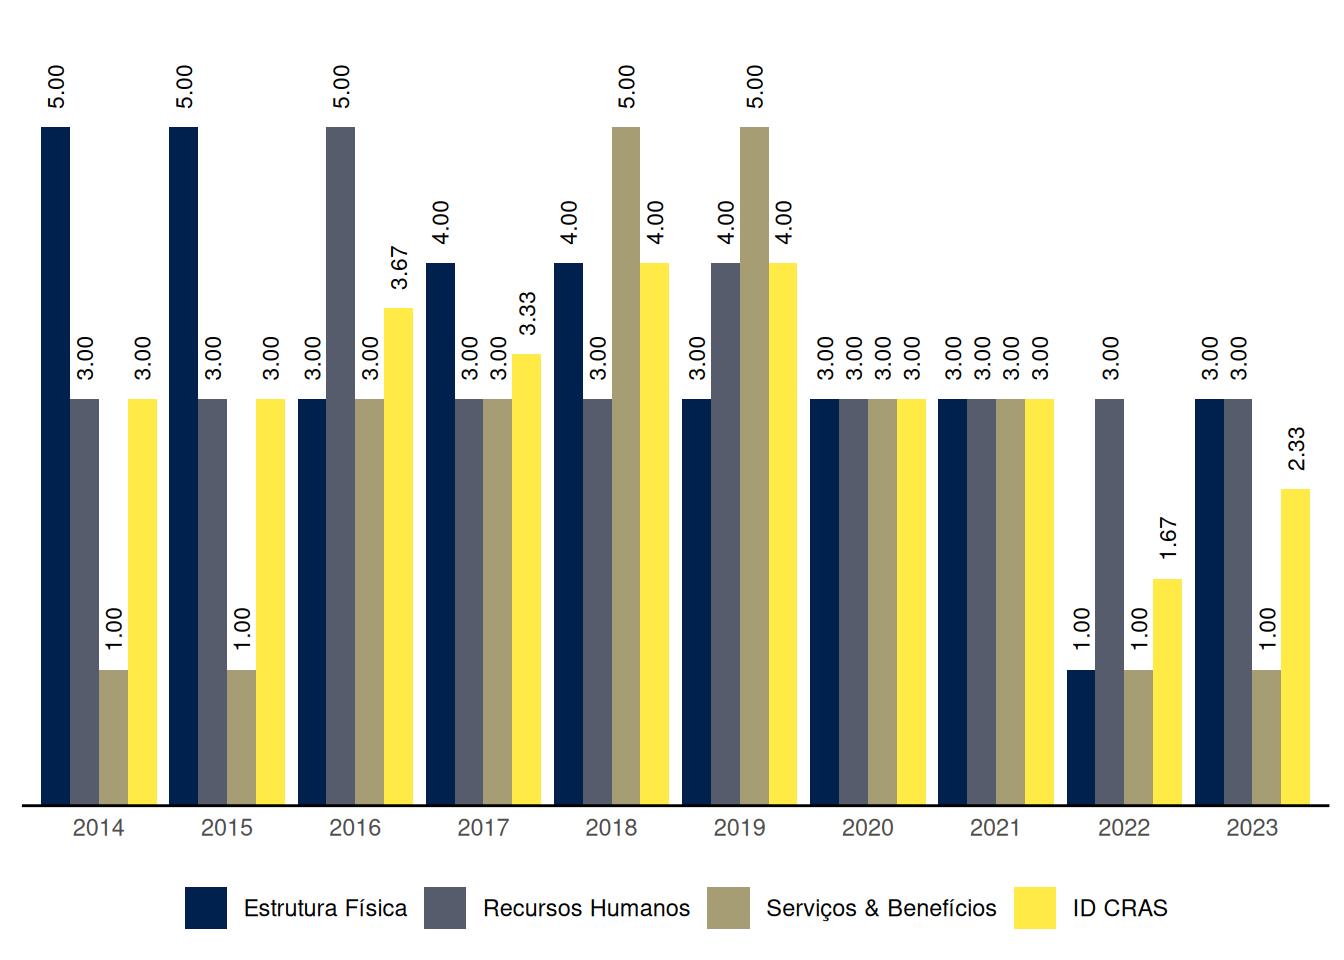 5.00 5.00 5.00 5.00 5.00
4.00 4.00 4.00 4.00 4.00
3.67
3.33
3.00 3.00 3.00 3.00 3.00 3.00 3.00 3.00 3.00 3.00 3.00 3.00 3.00 3.00 3.00 3.00 3.00 3.00 3.00 3.00 3.00
2.33
1.67
1.00 1.00 1.00 1.00 1.00
2014 2015 2016 2017 2018 2019 2020 2021 2022 2023
Estrutura Física Recursos Humanos Serviços & Benefícios ID CRAS